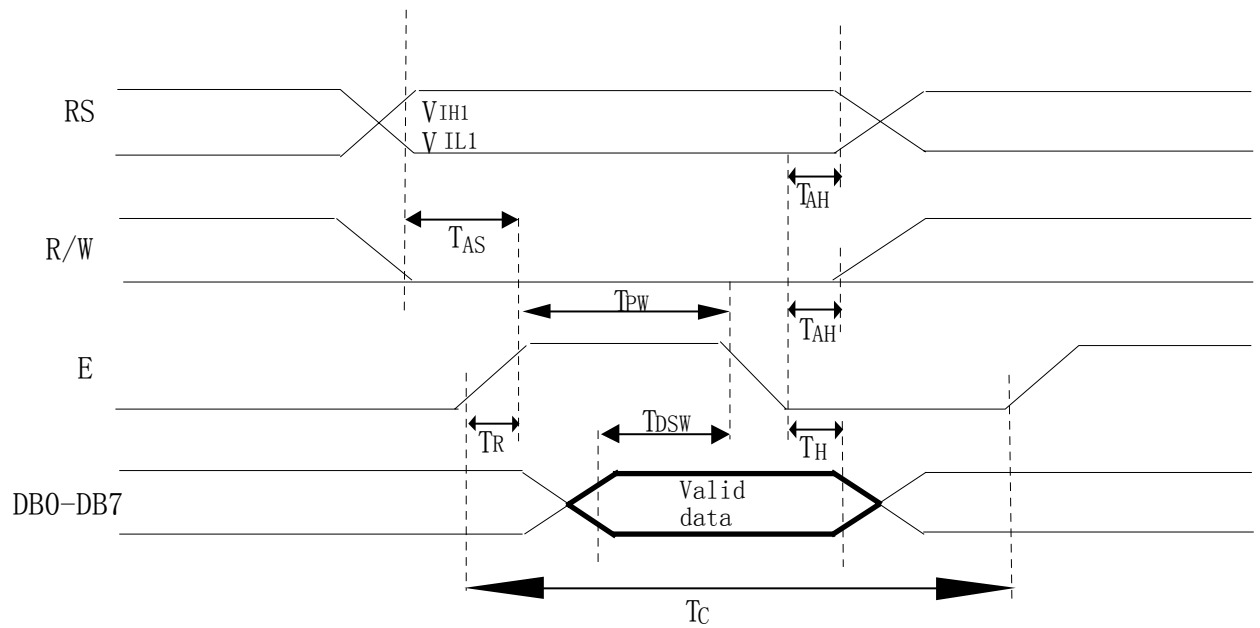 RS
VIH1
VIL1
TAH
R/W
TAS
TPW
TAH
E
TR
TDSW
TH
DB0-DB7
Valid
data
TC